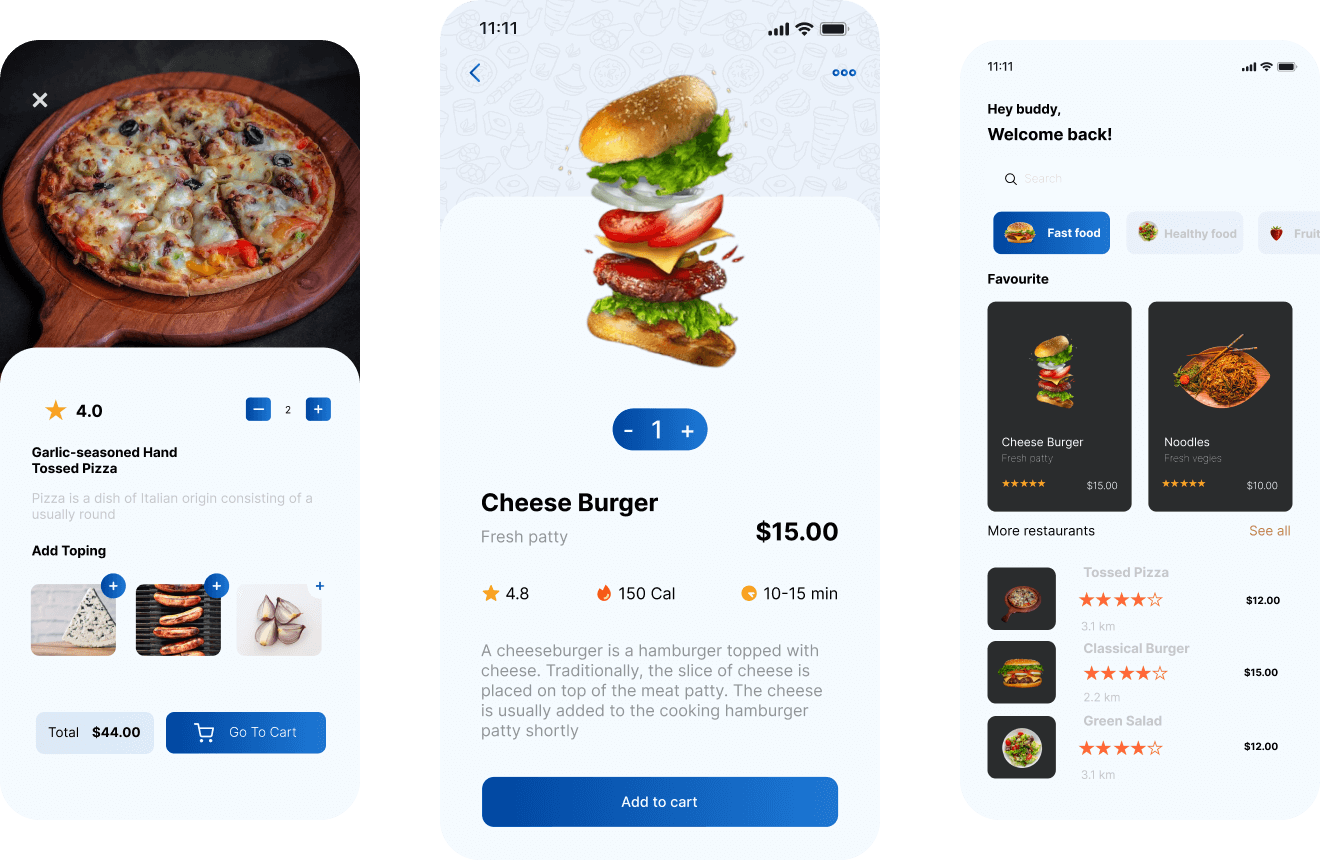 4.0
2
Garlic-seasoned Hand
Tossed Pizza
Pizza is a dish of Italian origin consisting of a
usually round
Add Toping
Total $44.00
Go To Cart
11:11
- 1 +
Cheese Burger
Fresh patty
$15.00
4.8
150 Cal
10-15 min
A cheeseburger is a hamburger topped with
cheese. Traditionally, the slice of cheese is
placed on top of the meat patty. The cheese
is usually added to the cooking hamburger
patty shortly
Add to cart
11:11
Hey buddy,
Welcome back!
Search
Fast food
Healthy food
Fruit
Favourite
Cheese Burger
Fresh patty
$15.00
Noodles
Fresh vegies
$10.00
More restaurants
See all
Tossed Pizza
$12.00
3.1 km
Classical Burger
$15.00
2.2 km
Green Salad
$12.00
3.1 km